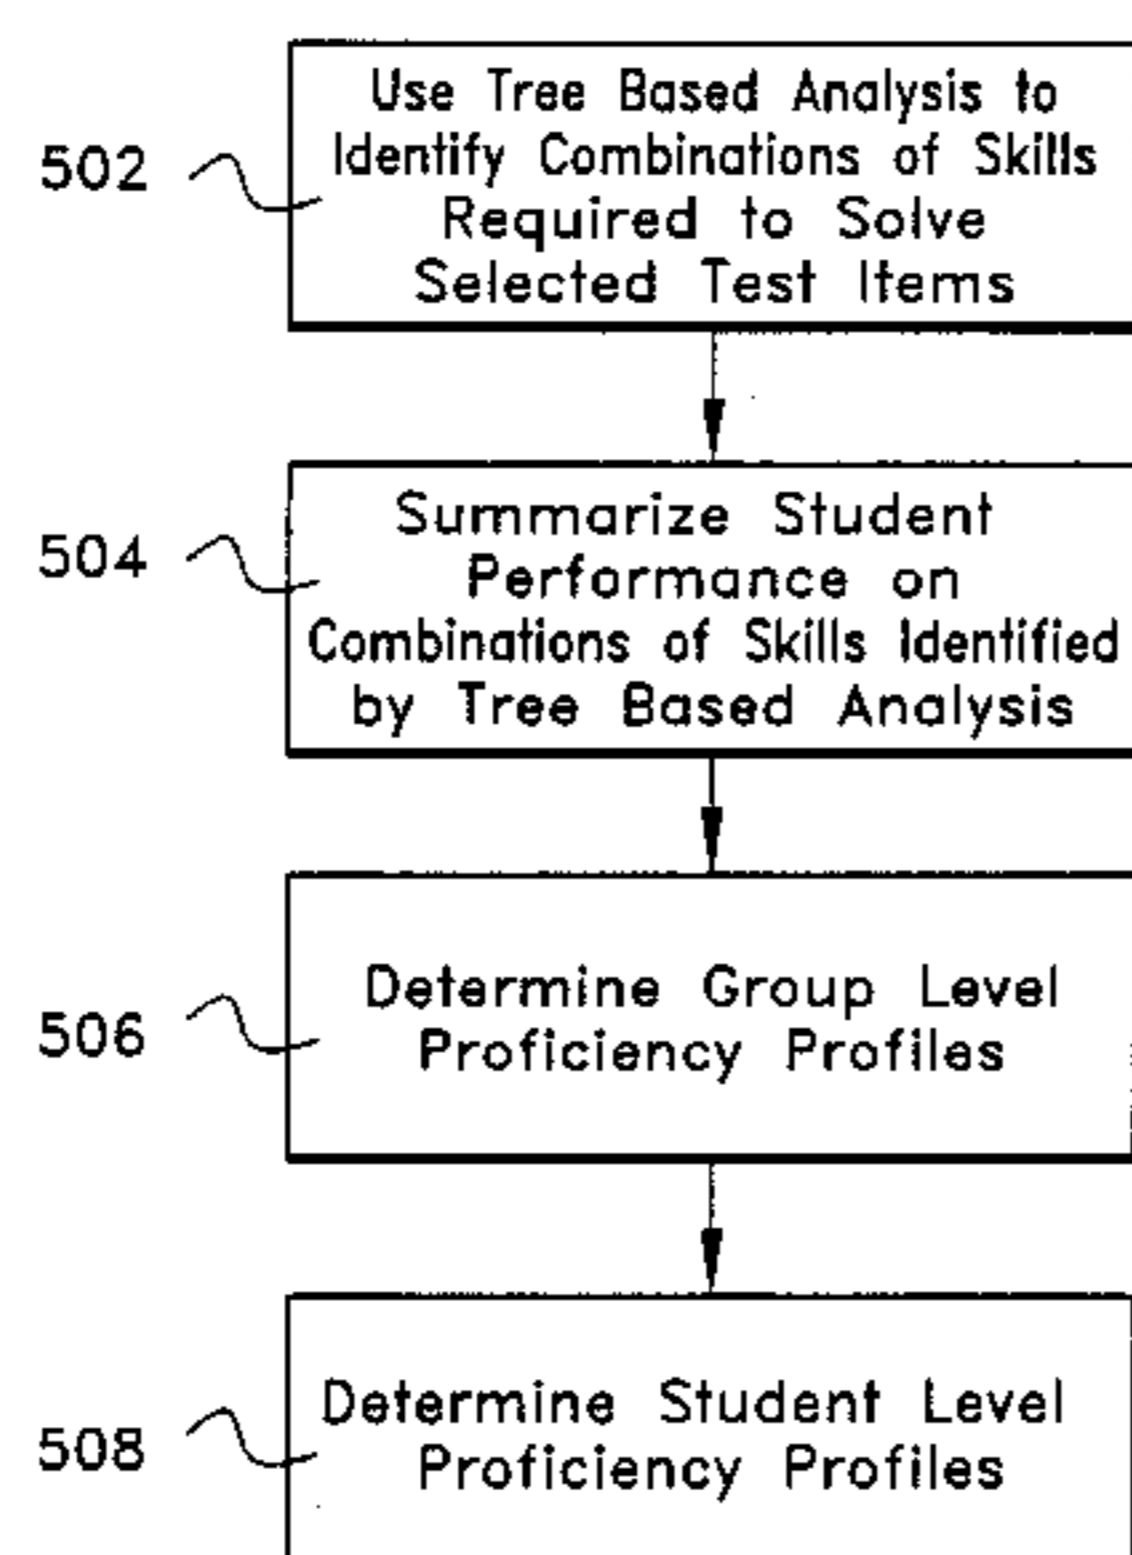 502
Use Tree Based Analysis to
Identify Combinations of Skills
Required to Solve
Selected Test Items
504
Summarize Student
Performance on
Combinations of Skills Identified
by Tree Based Analysis
506
Determine Group Level
Proficiency Profiles
508
Determine Student Level
Proficiency Profiles